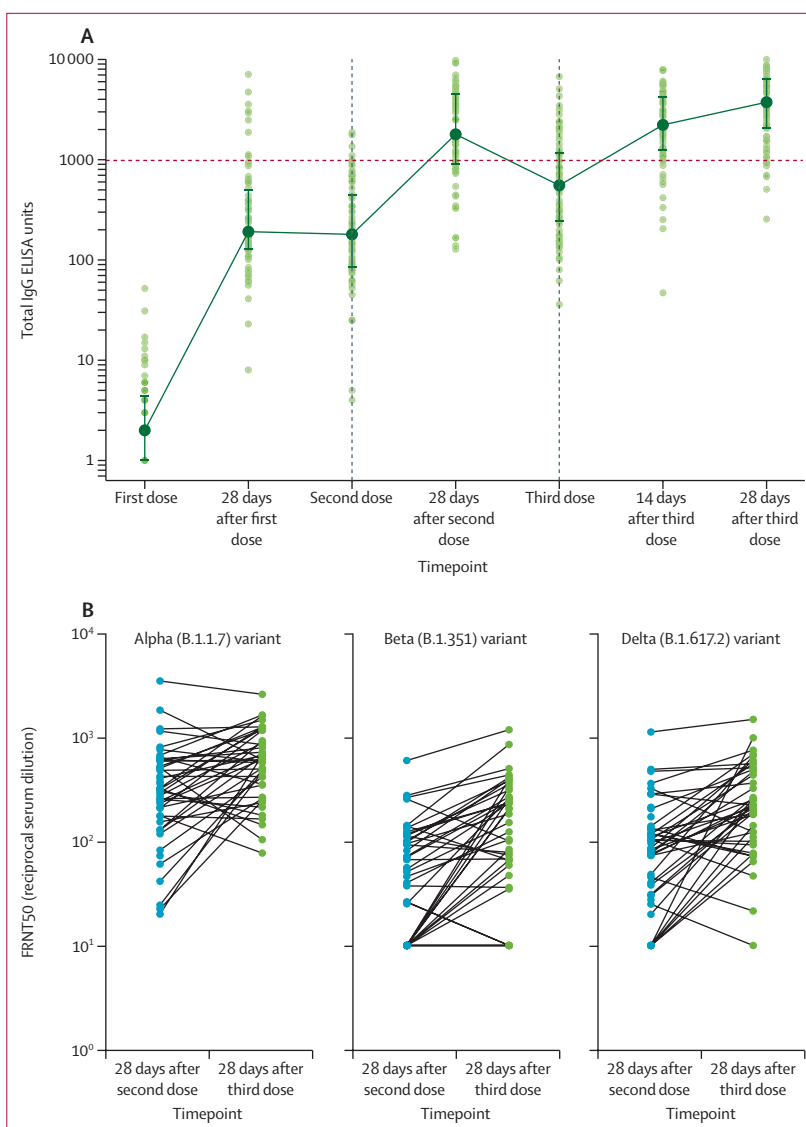 A
Total IgG ELISA units
10 000
1000
100
10
1
First dose
28 days
after first
dose
Second dose
28 days
after second
dose
Third dose
14 days
after third
dose
28 days
after third
dose
Timepoint
B
FRNT50 (reciprocal serum dilution)
10⁴
10³
10²
10¹
10⁰
Alpha (B.1.1.7) variant
Beta (B.1.351) variant
Delta (B.1.617.2) variant
28 days after
second dose
28 days after
third dose
Timepoint
28 days after
second dose
28 days after
third dose
Timepoint
28 days after
second dose
28 days after
third dose
Timepoint